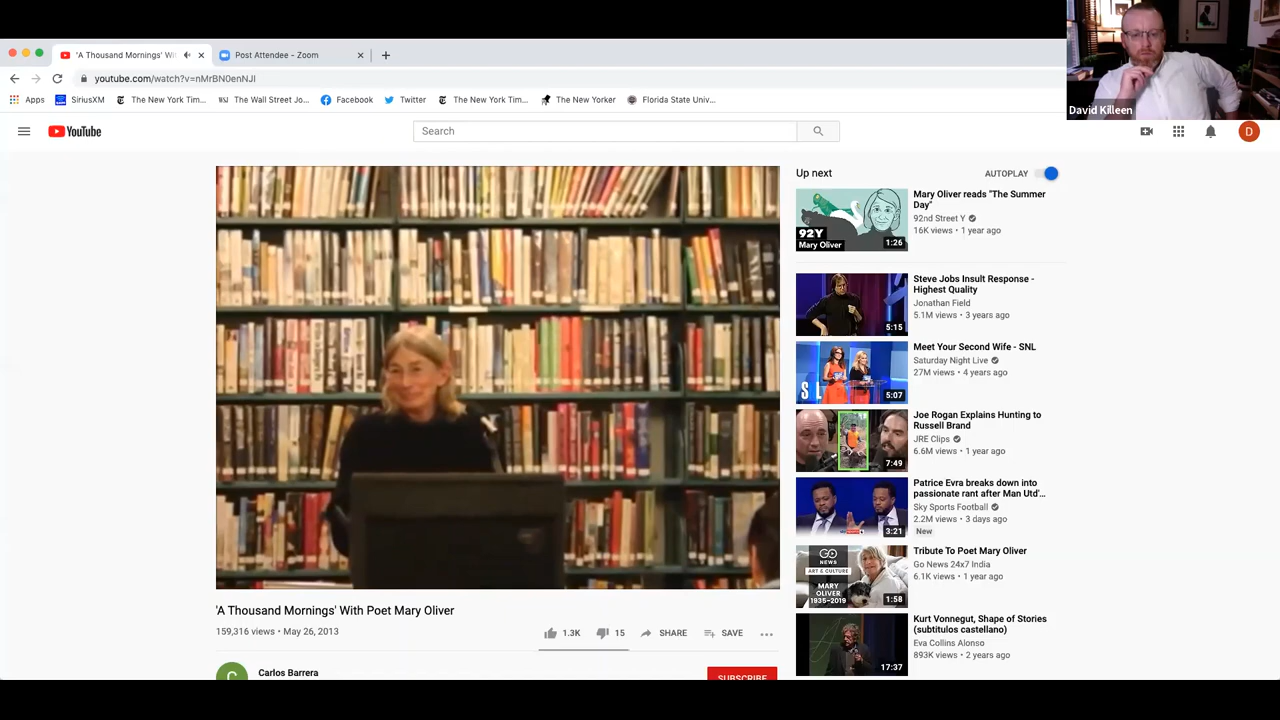 'A Thousand Mornings' Wit
Post Attendee - Zoom
youtube.com/watch?v=nMrBN0enNJI
Apps
SiriusXM
The New York Tim...
WSJ The Wall Street Jo...
Facebook
Twitter
The New York Tim...
The New Yorker
Florida State Univ...
David Killeen
YouTube
Search
D
Up next
AUTOPLAY
92Y
Mary Oliver
1:26
Mary Oliver reads "The Summer
Day"
92nd Street Y
16K views • 1 year ago
5:15
Steve Jobs Insult Response -
Highest Quality
Jonathan Field
5.1M views • 3 years ago
5:07
Meet Your Second Wife - SNL
Saturday Night Live
27M views • 4 years ago
7:49
Joe Rogan Explains Hunting to
Russell Brand
JRE Clips
6.6M views • 1 year ago
3:21
Patrice Evra breaks down into
passionate rant after Man Utd'...
Sky Sports Football
2.2M views • 3 days ago
New
GO
NEWS
ART & CULTURE
MARY
OLIVER
1935-2019
1:58
Tribute To Poet Mary Oliver
Go News 24x7 India
6.1K views • 1 year ago
17:37
Kurt Vonnegut, Shape of Stories
(subtitulos castellano)
Eva Collins Alonso
893K views • 2 years ago
'A Thousand Mornings' With Poet Mary Oliver
159,316 views • May 26, 2013
1.3K
15
SHARE
SAVE
C
Carlos Barrera
SUBSCRIBE